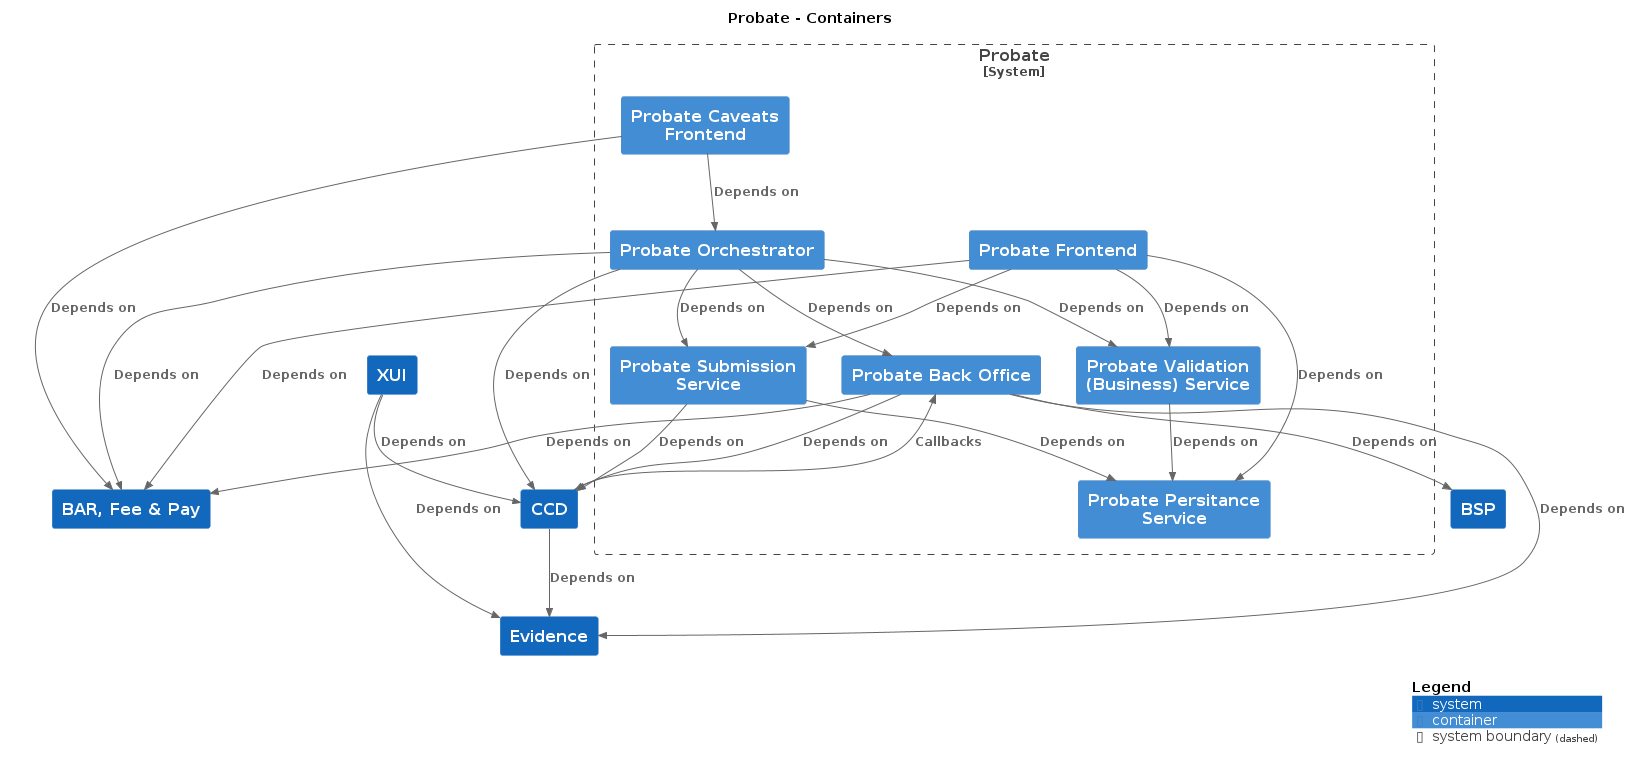 Probate - Containers
Probate
[System]
Probate Caveats
Frontend
Depends on
Probate Orchestrator
Probate Frontend
Depends on
Depends on
Depends on
Depends on
Depends on
Depends on
XUI
Depends on
Depends on
Depends on
Probate Submission
Service
Probate Back Office
Probate Validation
(Business) Service
Depends on
Depends on
Depends on
Depends on
Depends on
Callbacks
Depends on
Depends on
Depends on
BAR, Fee & Pay
Depends on
CCD
Probate Persitance
Service
BSP
Depends on
Depends on
Evidence
Legend
system
container
system boundary (dashed)